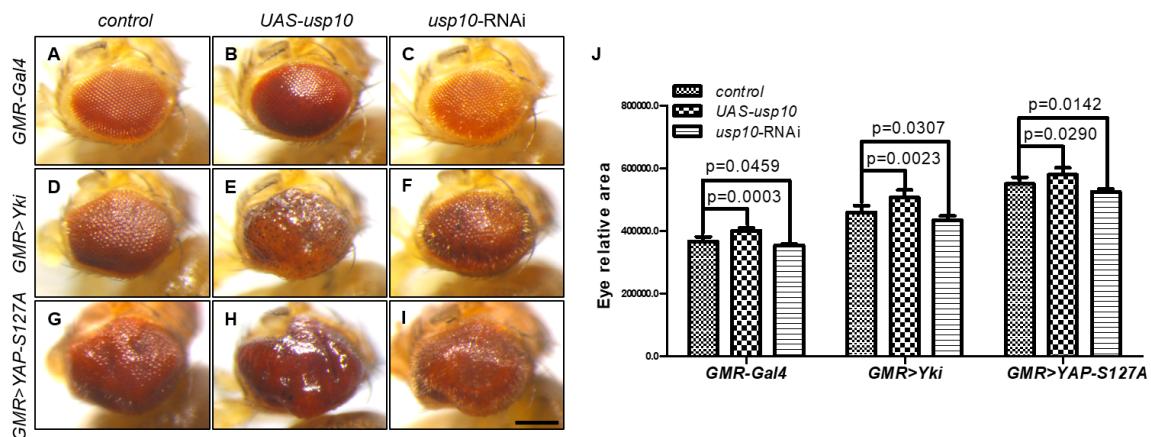 control UAS-usp10 usp10-RNAi
GMR-Gal4
A B C
GMR>Yki
D E F
GMR>YAP-S127A
G H I
J
control
UAS-usp10
usp10-RNAi
Eye relative area
800000.0
600000.0
400000.0
200000.0
0.0
p=0.0459
p=0.0003
p=0.0307
p=0.0023
p=0.0142
p=0.0290
GMR-Gal4 GMR>Yki GMR>YAP-S127A